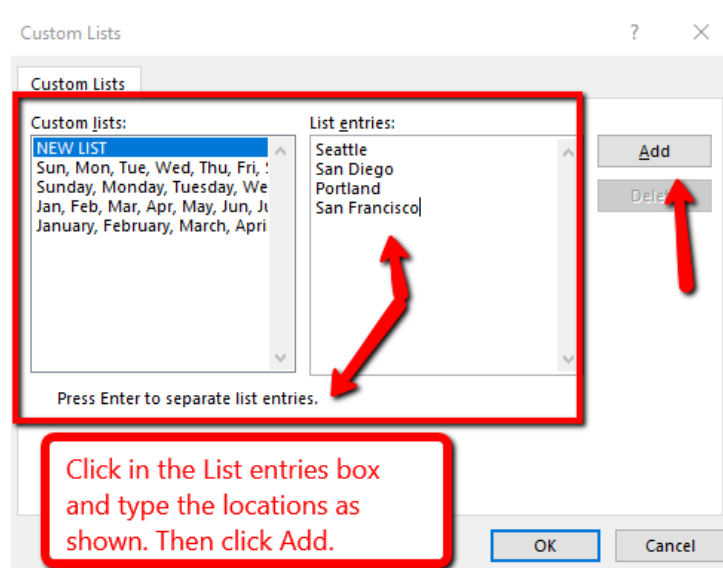 Custom Lists
Custom Lists
Custom lists:
NEW LIST
Sun, Mon, Tue, Wed, Thu, Fri,
Sunday, Monday, Tuesday, We
Jan, Feb, Mar, Apr, May, Jun,
January, February, March, Apri
List entries:
Seattle
San Diego
Portland
San Francisco
Add
Press Enter to separate list entries.
Click in the List entries box
and type the locations as
shown. Then click Add.
OK
Cancel